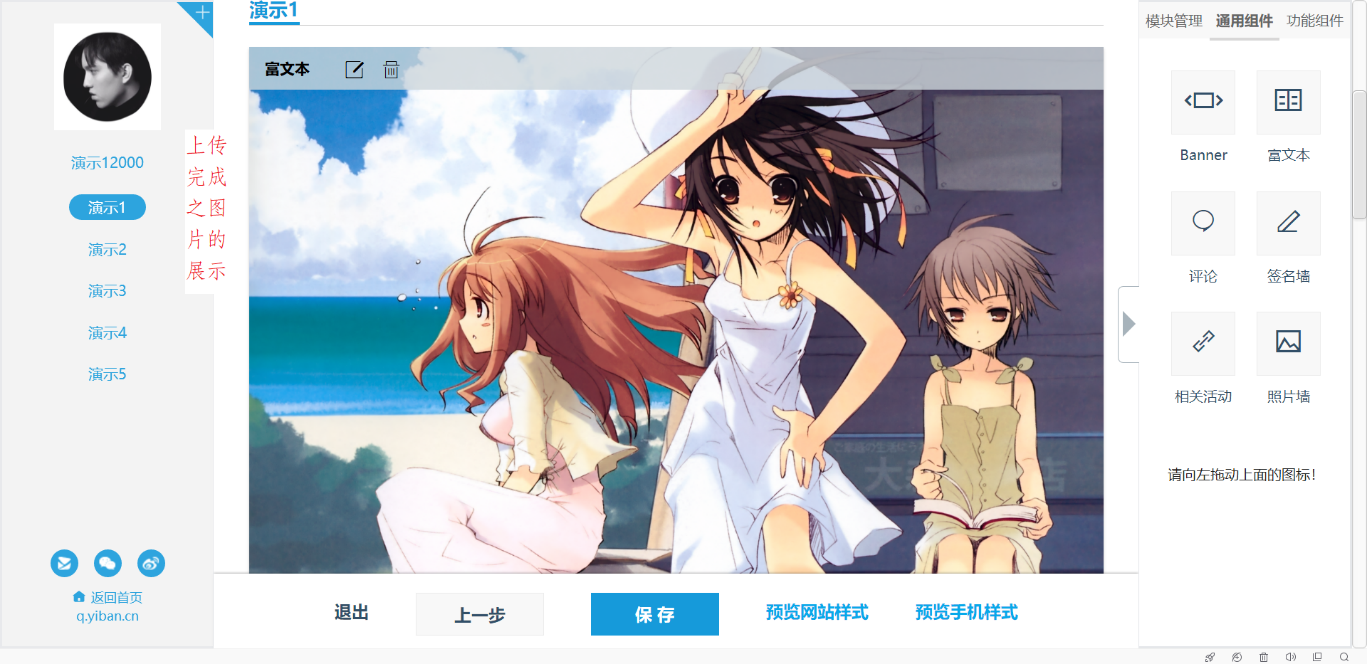 演示12000
演示1
演示2
演示3
演示4
演示5
上传
完成
之图
片的
展示
返回首页
q.yiban.cn
演示1
富文本
退出
上一步
保 存
预览网站样式
预览手机样式
模块管理 通用组件 功能组件
Banner 富文本
评论 签名墙
相关活动 照片墙
请向左拖动上面的图标!